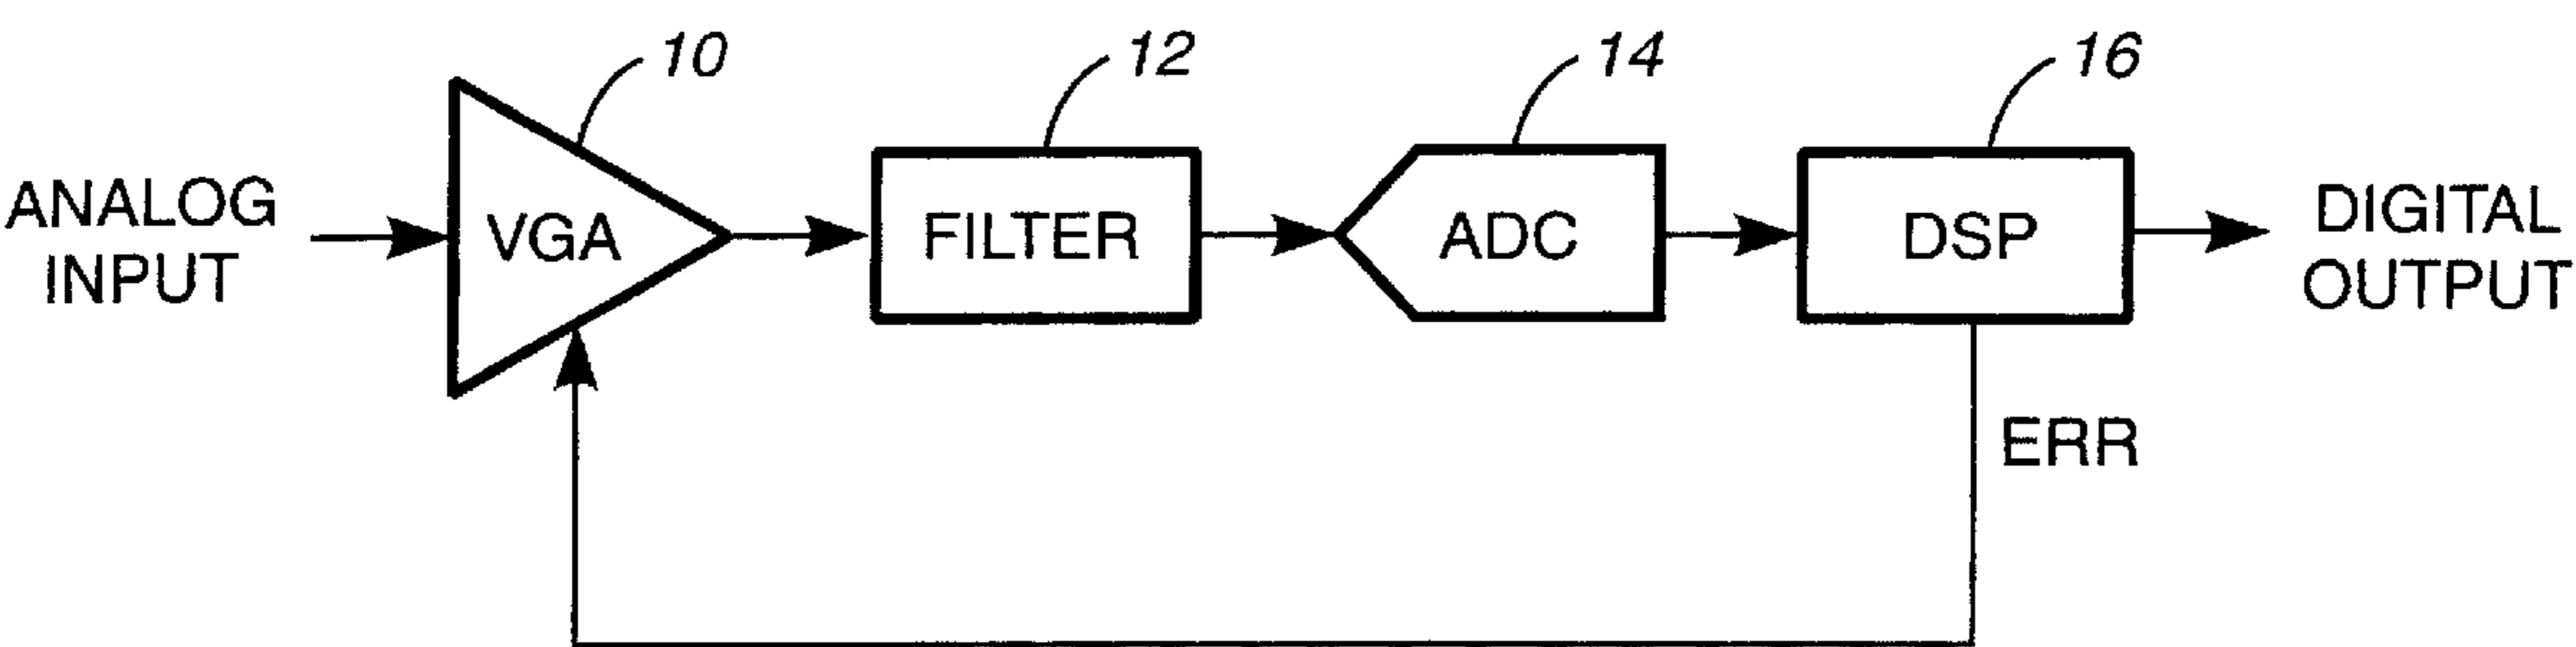 10
12
14
16
ANALOG
INPUT
VGA
FILTER
ADC
DSP
DIGITAL
OUTPUT
ERR